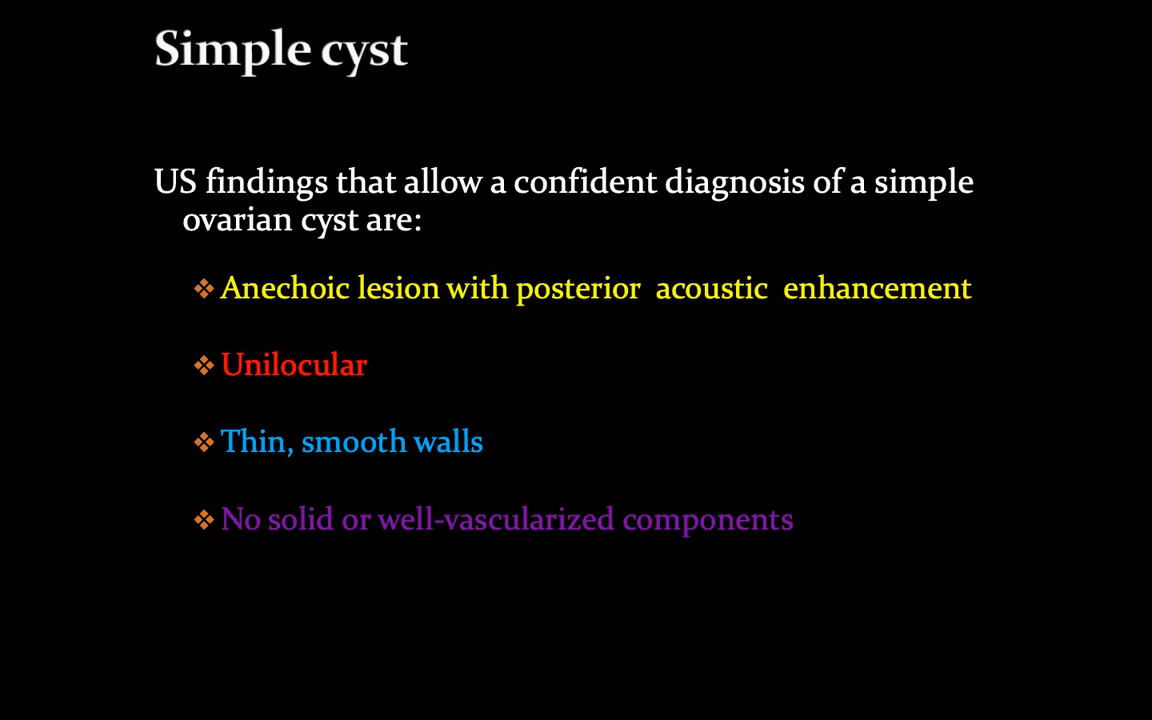 Simple cyst
US findings that allow a confident diagnosis of a simple
ovarian cyst are:
❖ Anechoic lesion with posterior acoustic enhancement
❖ Unilocular
❖ Thin, smooth walls
❖ No solid or well-vascularized components